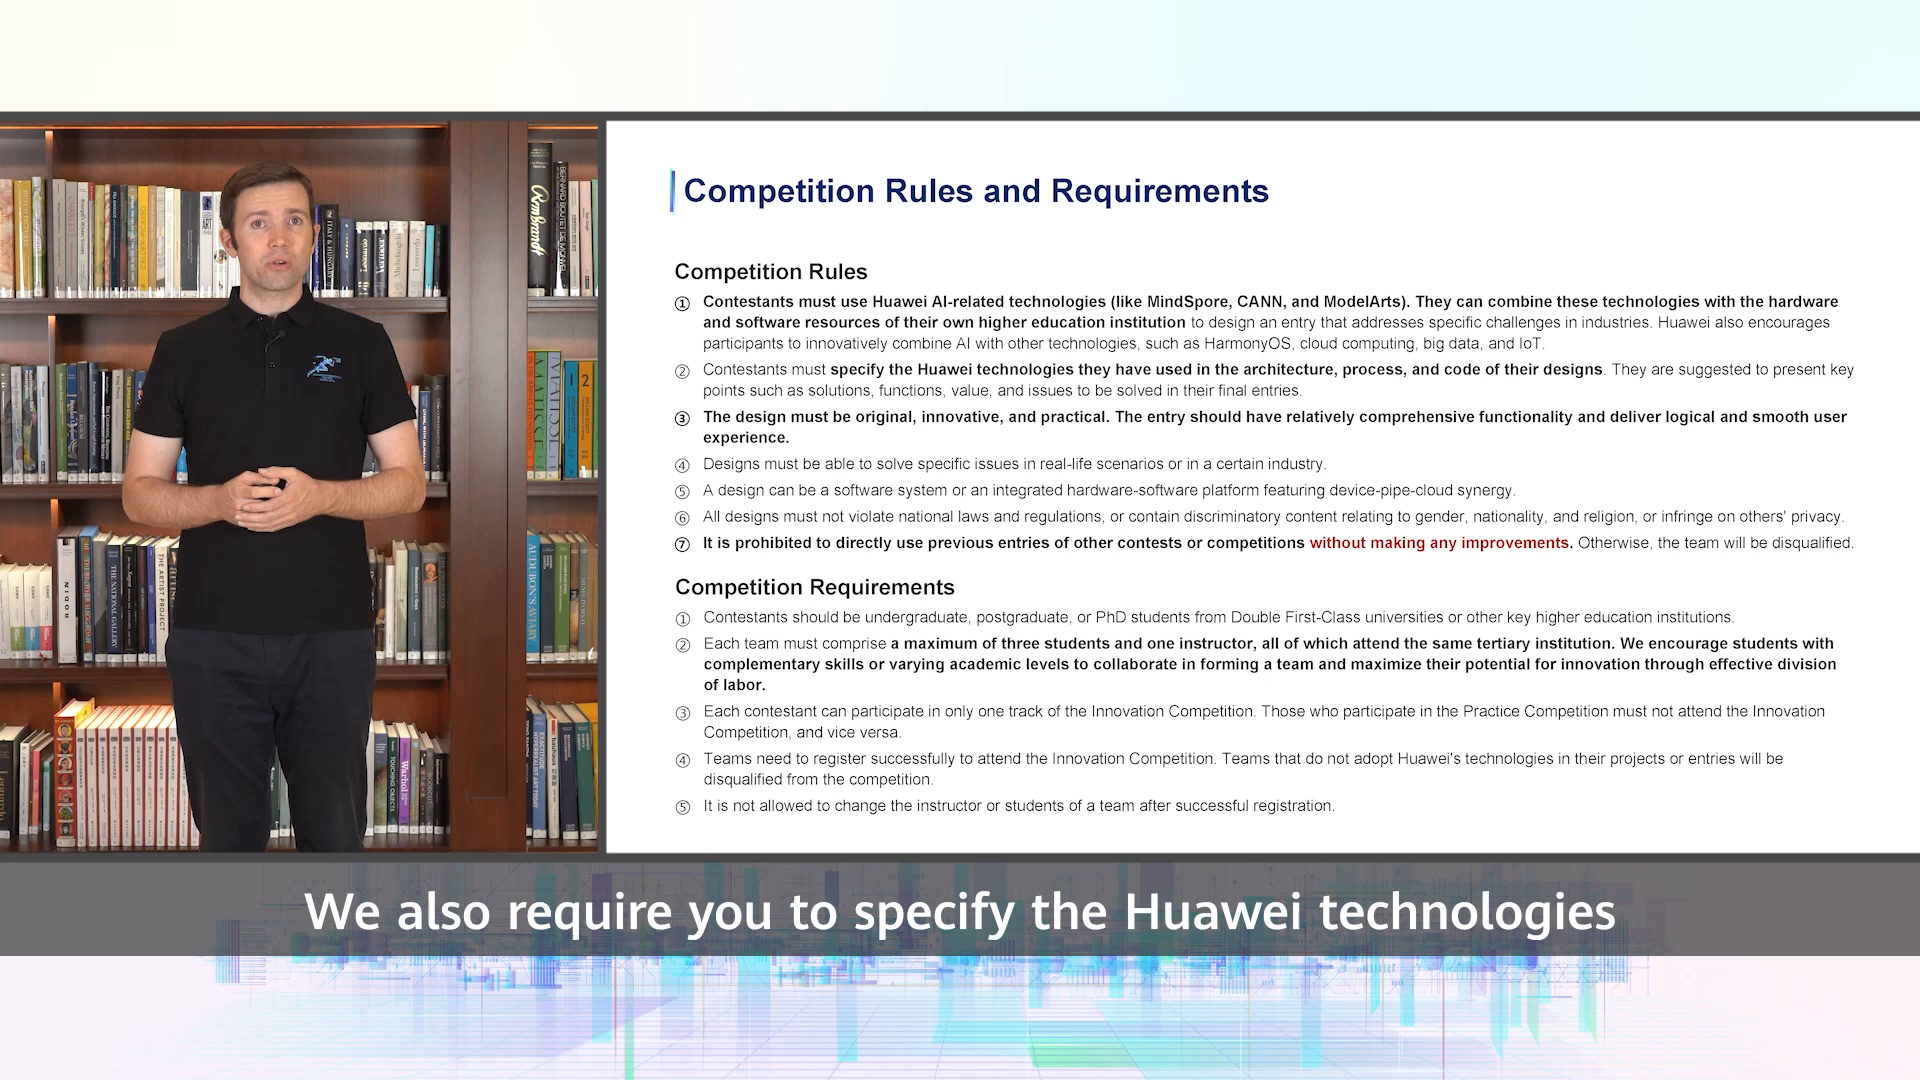 Competition Rules and Requirements
Competition Rules
① Contestants must use Huawei AI-related technologies (like MindSpore, CANN, and ModelArts). They can combine these technologies with the hardware
and software resources of their own higher education institution to design an entry that addresses specific challenges in industries. Huawei also encourages
participants to innovatively combine AI with other technologies, such as HarmonyOS, cloud computing, big data, and IoT.
② Contestants must specify the Huawei technologies they have used in the architecture, process, and code of their designs. They are suggested to present key
points such as solutions, functions, value, and issues to be solved in their final entries.
③ The design must be original, innovative, and practical. The entry should have relatively comprehensive functionality and deliver logical and smooth user
experience.
④ Designs must be able to solve specific issues in real-life scenarios or in a certain industry.
⑤ A design can be a software system or an integrated hardware-software platform featuring device-pipe-cloud synergy.
⑥ All designs must not violate national laws and regulations, or contain discriminatory content relating to gender, nationality, and religion, or infringe on others' privacy.
⑦ It is prohibited to directly use previous entries of other contests or competitions without making any improvements. Otherwise, the team will be disqualified.
Competition Requirements
① Contestants should be undergraduate, postgraduate, or PhD students from Double First-Class universities or other key higher education institutions.
② Each team must comprise a maximum of three students and one instructor, all of which attend the same tertiary institution. We encourage students with
complementary skills or varying academic levels to collaborate in forming a team and maximize their potential for innovation through effective division
of labor.
③ Each contestant can participate in only one track of the Innovation Competition. Those who participate in the Practice Competition must not attend the Innovation
Competition, and vice versa.
④ Teams need to register successfully to attend the Innovation Competition. Teams that do not adopt Huawei's technologies in their projects or entries will be
disqualified from the competition.
⑤ It is not allowed to change the instructor or students of a team after successful registration.
We also require you to specify the Huawei technologies
Rembrandt
ITALY & HUNGARY
MATISSE
MATISSE
1
2
RODIN
THE NATIONAL GALLERY
THE ARTIST PROJECT
AUDUBON'S AVIARY
TOUCHING OBJECTS
Warhol